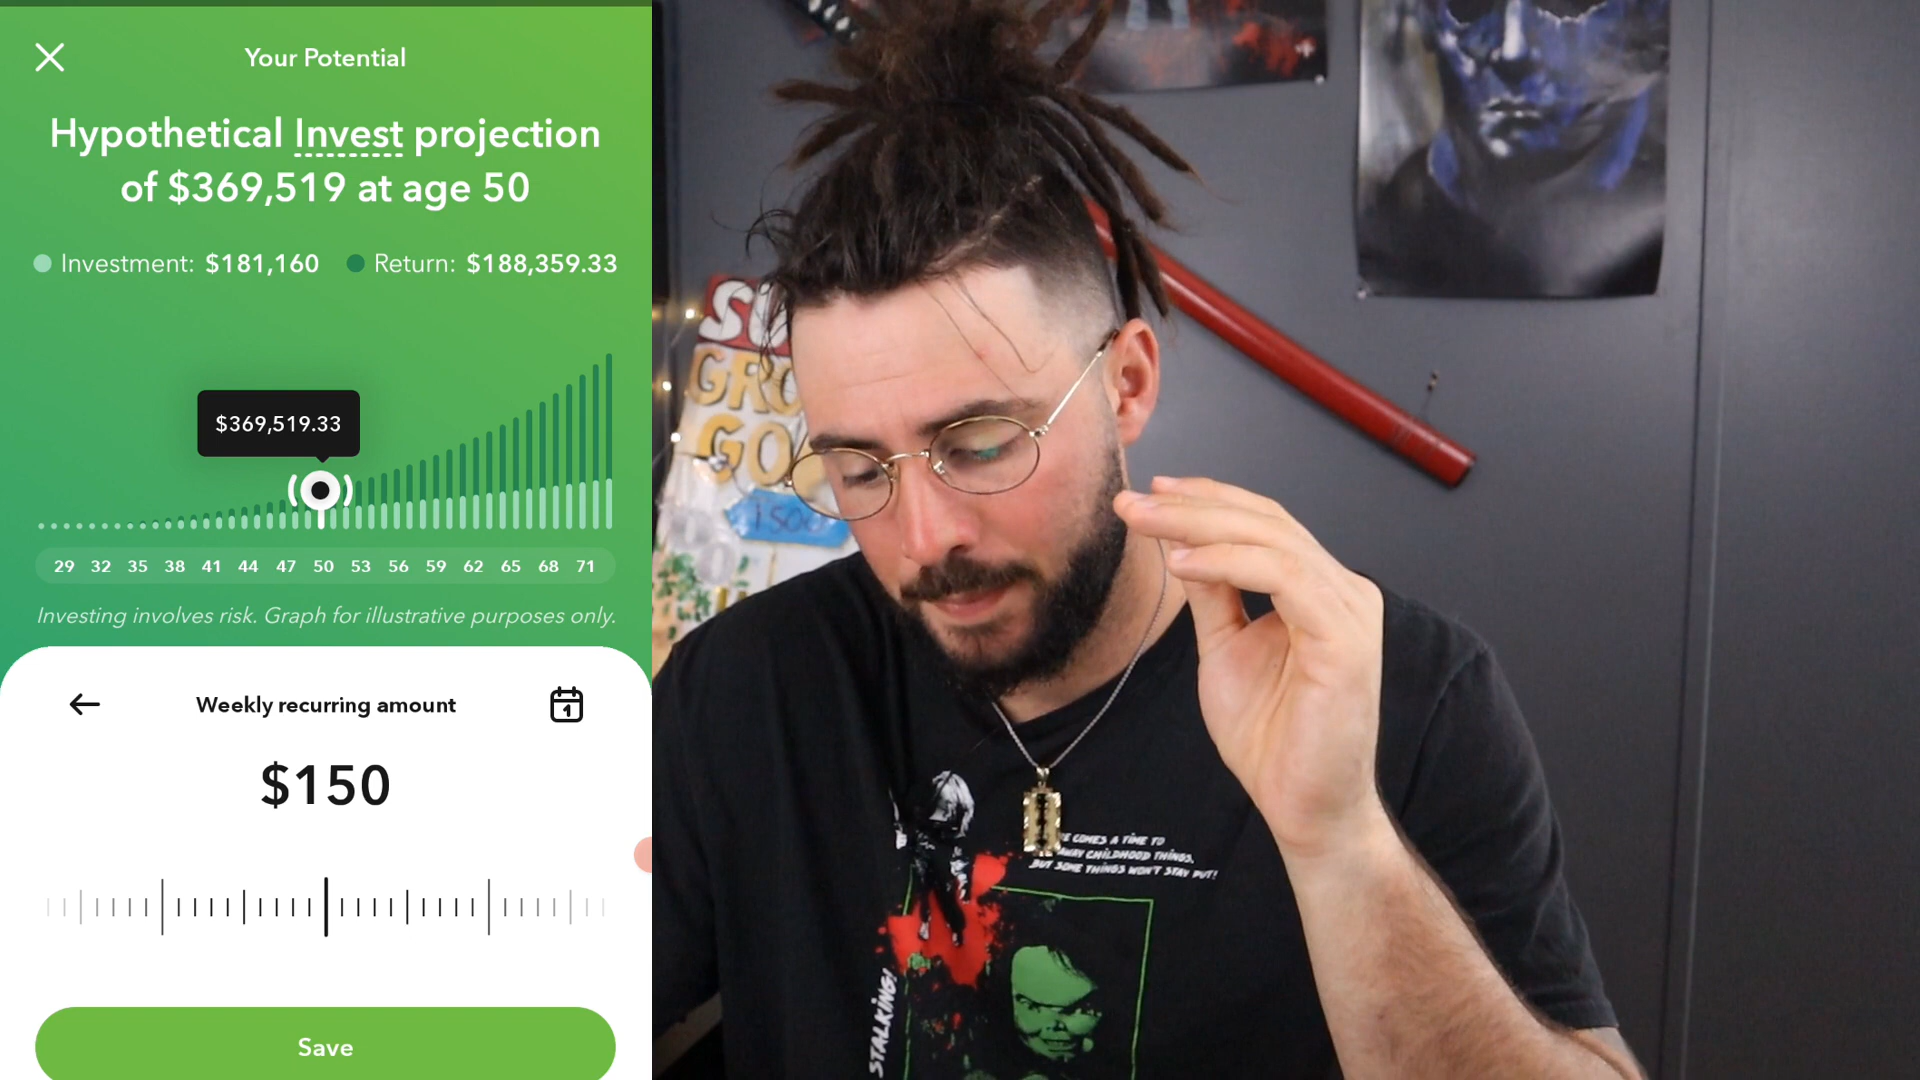 Your Potential
Hypothetical Invest projection
of $369,519 at age 50
Investment: $181,160 Return: $188,359.33
$369,519.33
29 32 35 38 41 44 47 50 53 56 59 62 65 68 71
Investing involves risk. Graph for illustrative purposes only.
Weekly recurring amount
1
$150
Save
GO
1500
COMES A TIME TO
AWAY CHILDHOOD THINGS,
BUT SOME THINGS WON'T STAY PUT!
STALKING!